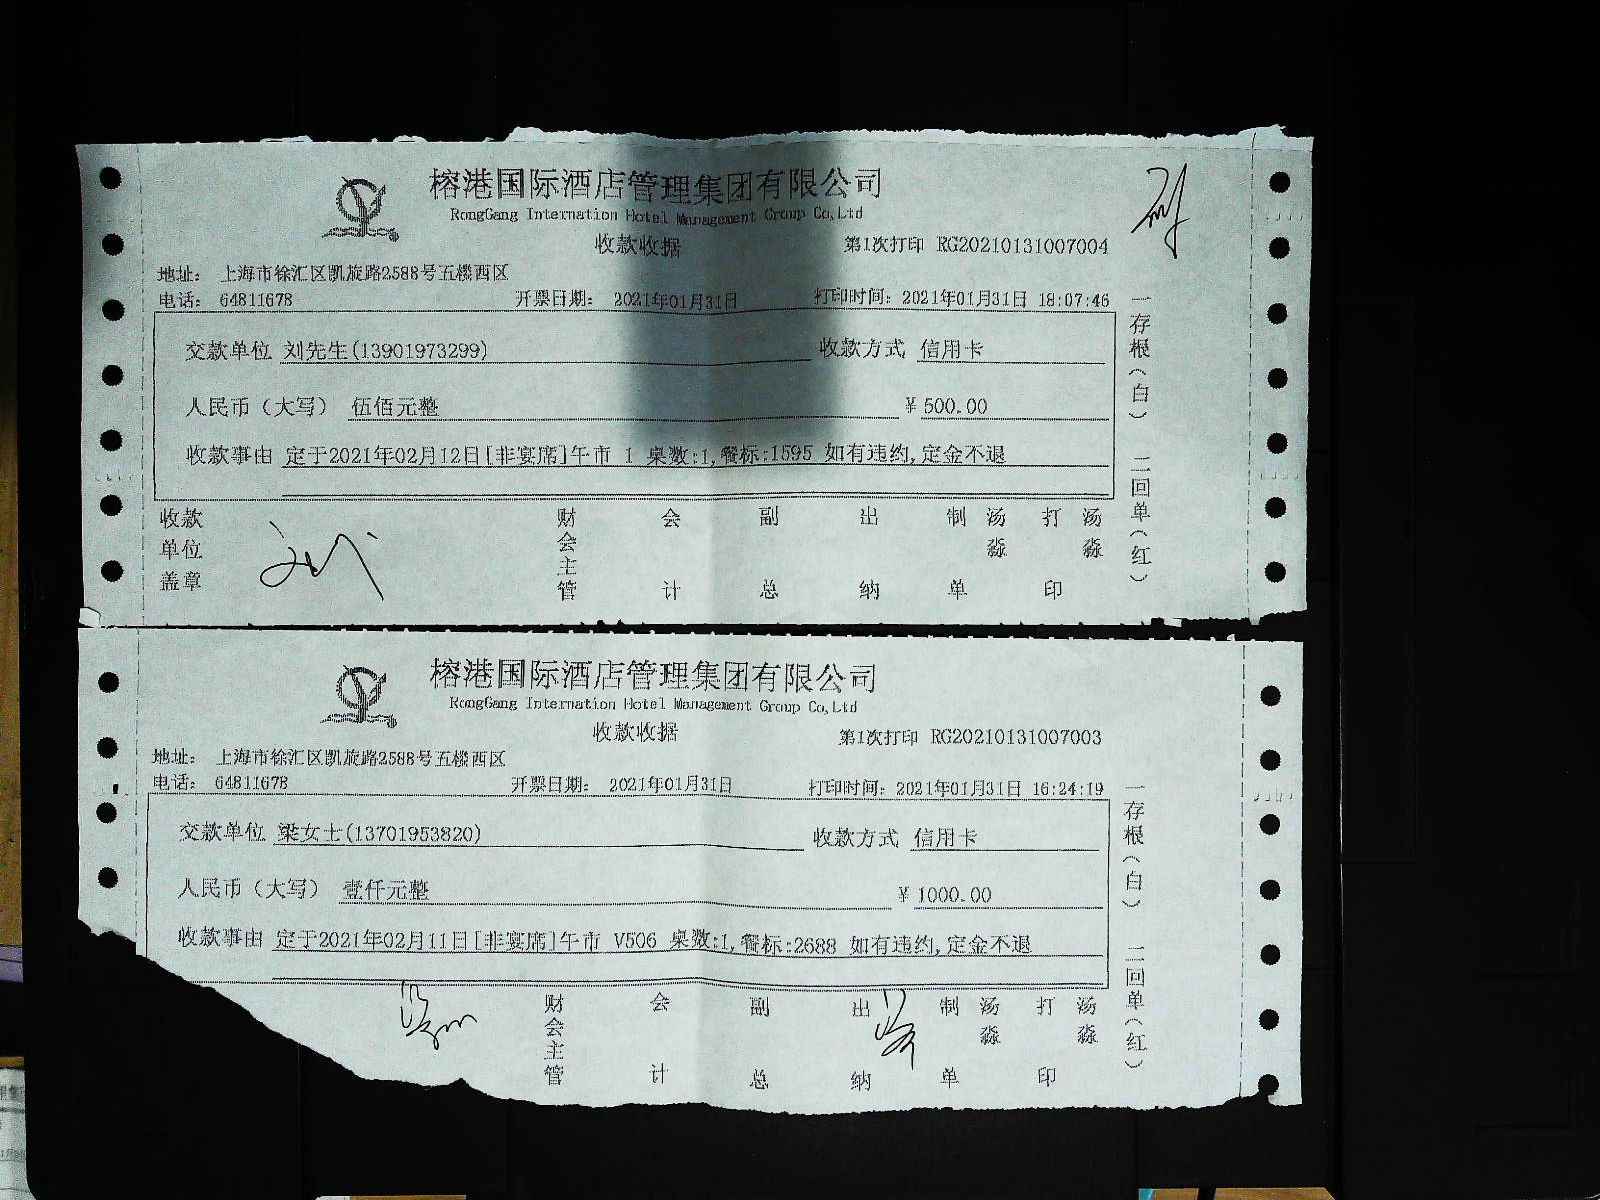 榕港国际酒店管理集团有限公司
RongGang Internation Hotel Management Group Co,Ltd
收款收据
第1次打印 RG20210131007004
地址: 上海市徐汇区凯旋路2588号五楼西区
电话: 64811678 开票日期: 2021年01月31日 打印时间: 2021年01月31日 18:07:46
交款单位 刘先生(13901973299) 收款方式 信用卡
人民币(大写) 伍佰元整 ¥ 500.00
收款事由 定于2021年02月12日[非宴席]午市 1 桌数:1,餐标:1595 如有违约,定金不退
收款单位盖章 财会主管 会计 副总 出纳 制单 汤淼 打印 汤淼
一存根(白) 二回单(红)
榕港国际酒店管理集团有限公司
RongGang Internation Hotel Management Group Co,Ltd
收款收据
第1次打印 RG20210131007003
地址: 上海市徐汇区凯旋路2588号五楼西区
电话: 64811678 开票日期: 2021年01月31日 打印时间: 2021年01月31日 16:24:19
交款单位 梁女士(13701953820) 收款方式 信用卡
人民币(大写) 壹仟元整 ¥ 1000.00
收款事由 定于2021年02月11日[非宴席]午市 V506 桌数:1,餐标:2688 如有违约,定金不退
财会主管 会计 副总 出纳 制单 汤淼 打印 汤淼
一存根(白) 二回单(红)